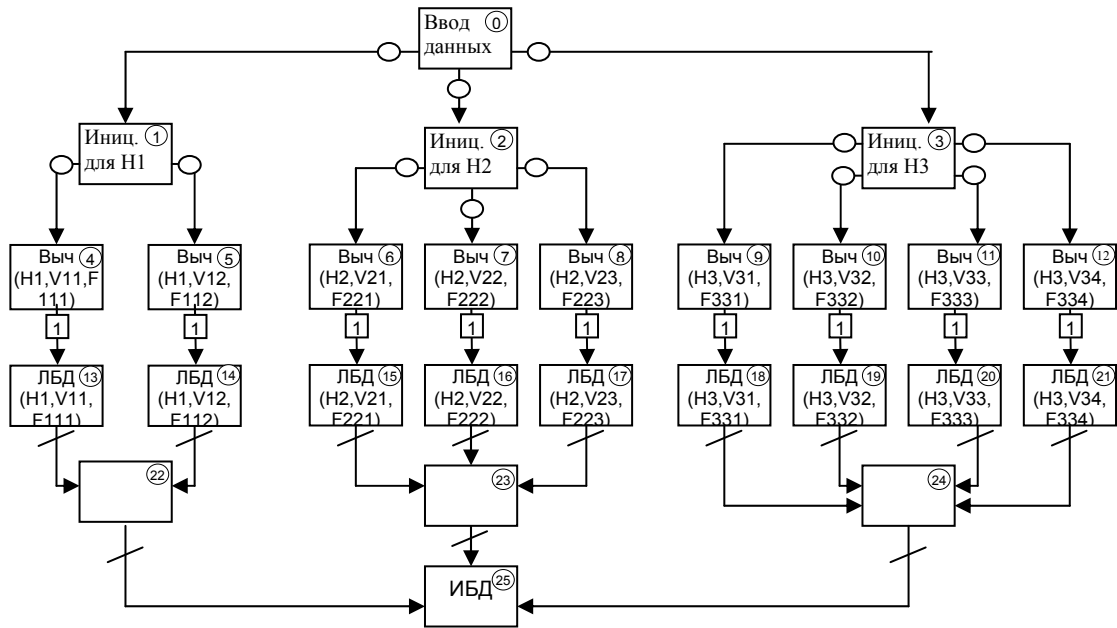 Ввод 0
данных
Иниц. 1
для Н1
Иниц. 2
для Н2
Иниц. 3
для Н3
Выч 4
(H1,V11,F
111)
Выч 5
(H1,V12,
F112)
Выч 6
(H2,V21,
F221)
Выч 7
(H2,V22,
F222)
Выч 8
(H2,V23,
F223)
Выч 9
(H3,V31,
F331)
Выч 10
(H3,V32,
F332)
Выч 11
(H3,V33,
F333)
Выч 12
(H3,V34,
F334)
1
1
1
1
1
1
1
1
1
ЛБД 13
(H1,V11,
F111)
ЛБД 14
(H1,V12,
F112)
ЛБД 15
(H2,V21,
F221)
ЛБД 16
(H2,V22,
F222)
ЛБД 17
(H2,V23,
F223)
ЛБД 18
(H3,V31,
F331)
ЛБД 19
(H3,V32,
F332)
ЛБД 20
(H3,V33,
F333)
ЛБД 21
(H3,V34,
F334)
22
23
24
ИБД 25